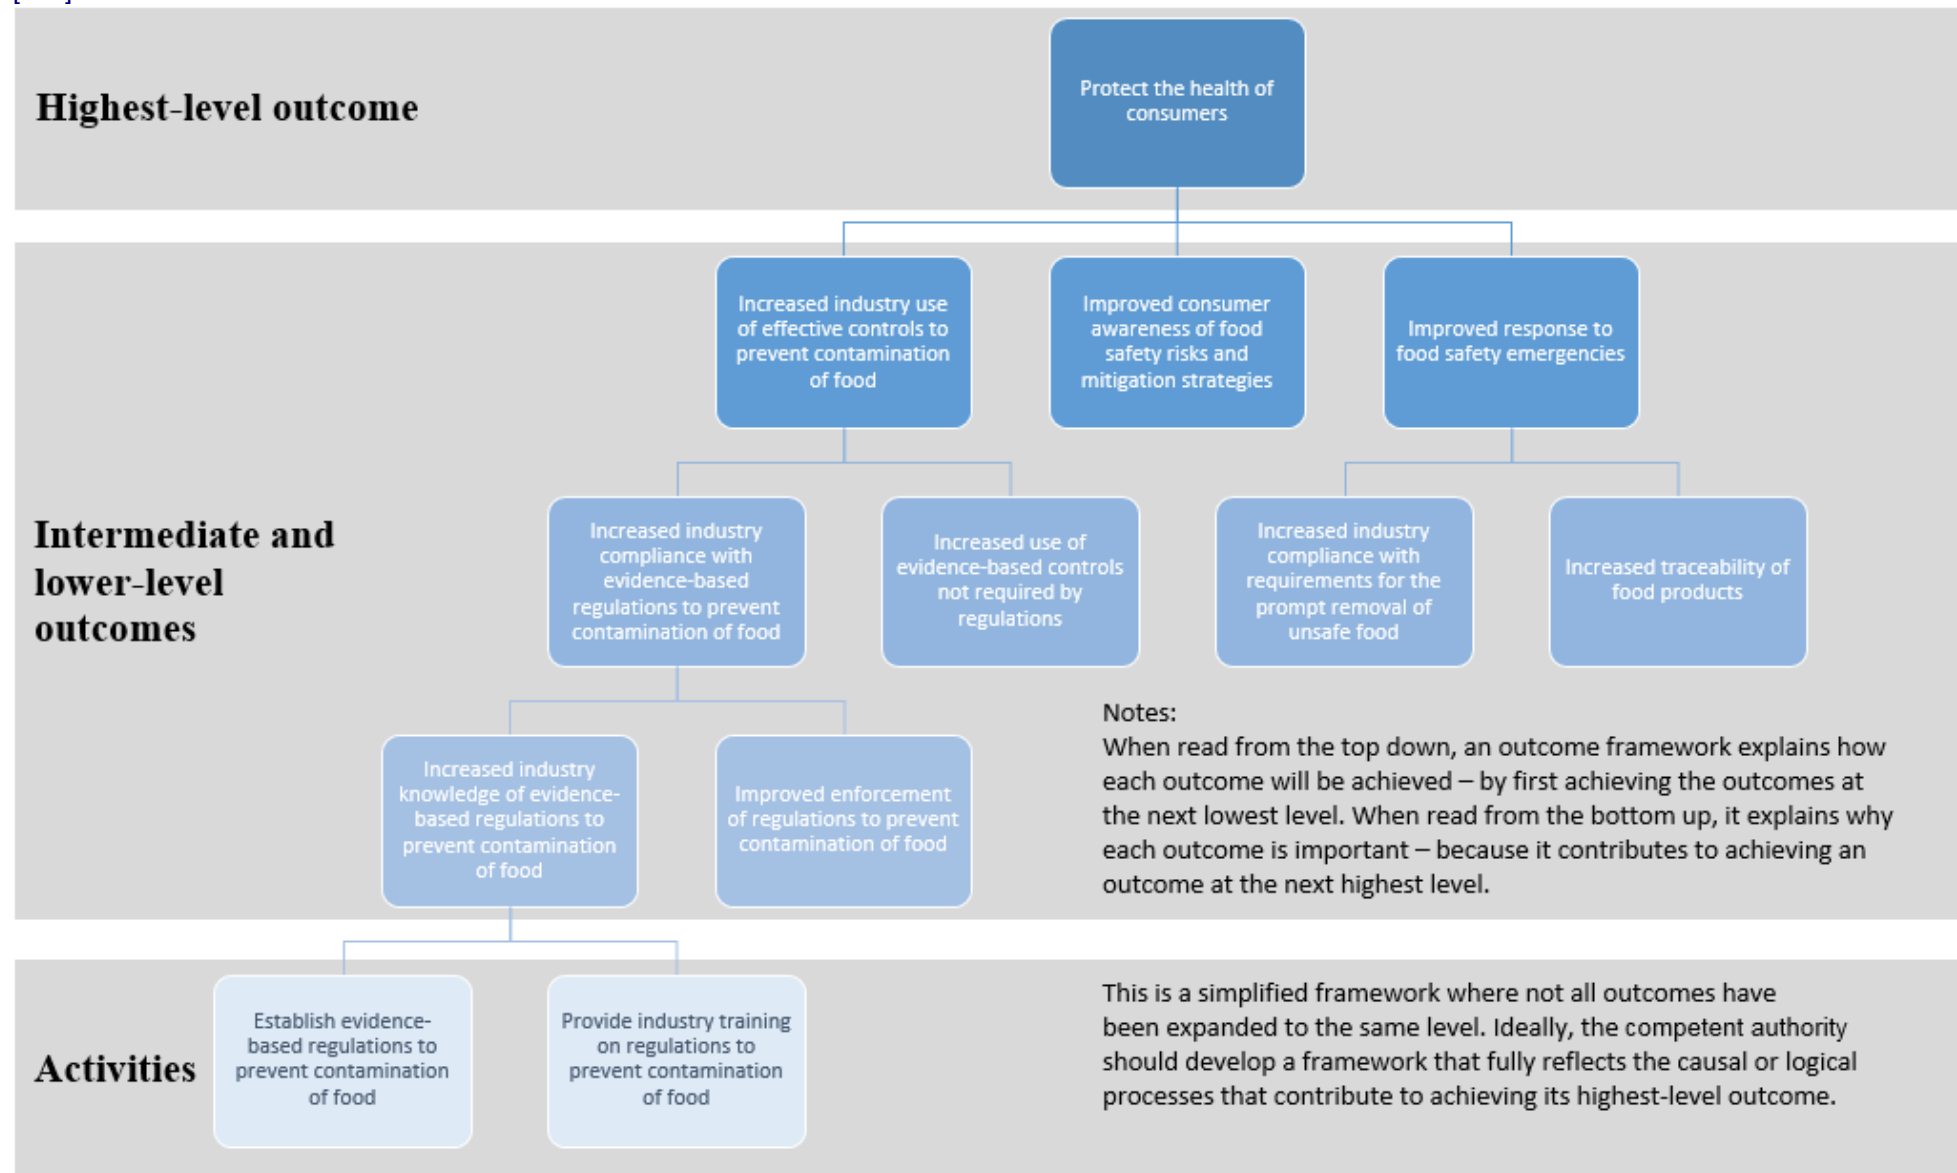 Highest-level outcome
Protect the health of
consumers
Increased industry use
of effective controls to
prevent contamination
of food
Improved consumer
awareness of food
safety risks and
mitigation strategies
Improved response to
food safety emergencies
Intermediate and
lower-level
outcomes
Increased industry
compliance with
evidence-based
regulations to prevent
contamination of food
Increased use of
evidence-based controls
not required by
regulations
Increased industry
compliance with
requirements for the
prompt removal of
unsafe food
Increased traceability of
food products
Increased industry
knowledge of evidence-
based regulations to
prevent contamination
of food
Improved enforcement
of regulations to prevent
contamination of food
Notes:
When read from the top down, an outcome framework explains how
each outcome will be achieved – by first achieving the outcomes at
the next lowest level. When read from the bottom up, it explains why
each outcome is important – because it contributes to achieving an
outcome at the next highest level.
Activities
Establish evidence-
based regulations to
prevent contamination
of food
Provide industry training
on regulations to
prevent contamination
of food
This is a simplified framework where not all outcomes have
been expanded to the same level. Ideally, the competent authority
should develop a framework that fully reflects the causal or logical
processes that contribute to achieving its highest-level outcome.